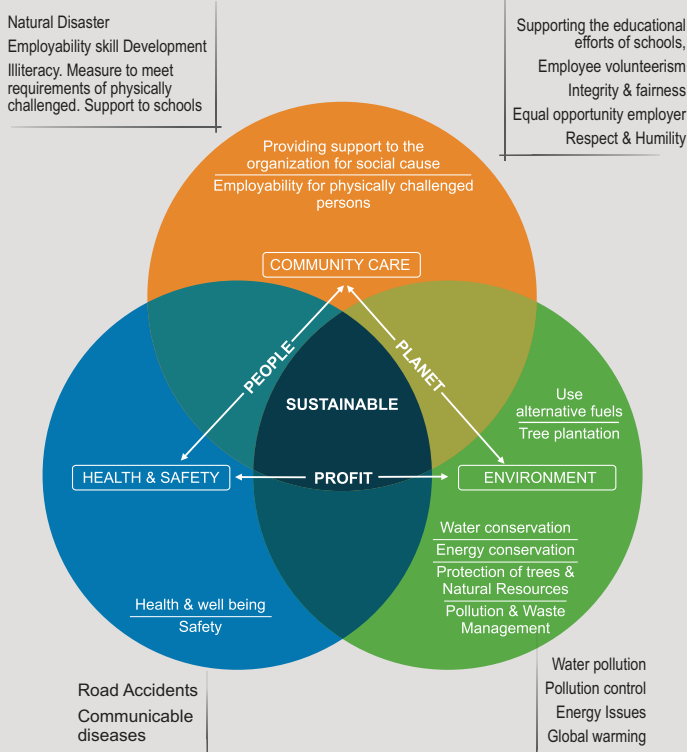 Natural Disaster
Employability skill Development
Illiteracy. Measure to meet
requirements of physically
challenged. Support to schools
Supporting the educational
efforts of schools,
Employee volunteerism
Integrity & fairness
Equal opportunity employer
Respect & Humility
Providing support to the
organization for social cause
Employability for physically challenged
persons
COMMUNITY CARE
PEOPLE
PLANET
SUSTAINABLE
Use
alternative fuels
Tree plantation
HEALTH & SAFETY
PROFIT
ENVIRONMENT
Water conservation
Energy conservation
Protection of trees &
Natural Resources
Pollution & Waste
Management
Health & well being
Safety
Road Accidents
Communicable
diseases
Water pollution
Pollution control
Energy Issues
Global warming